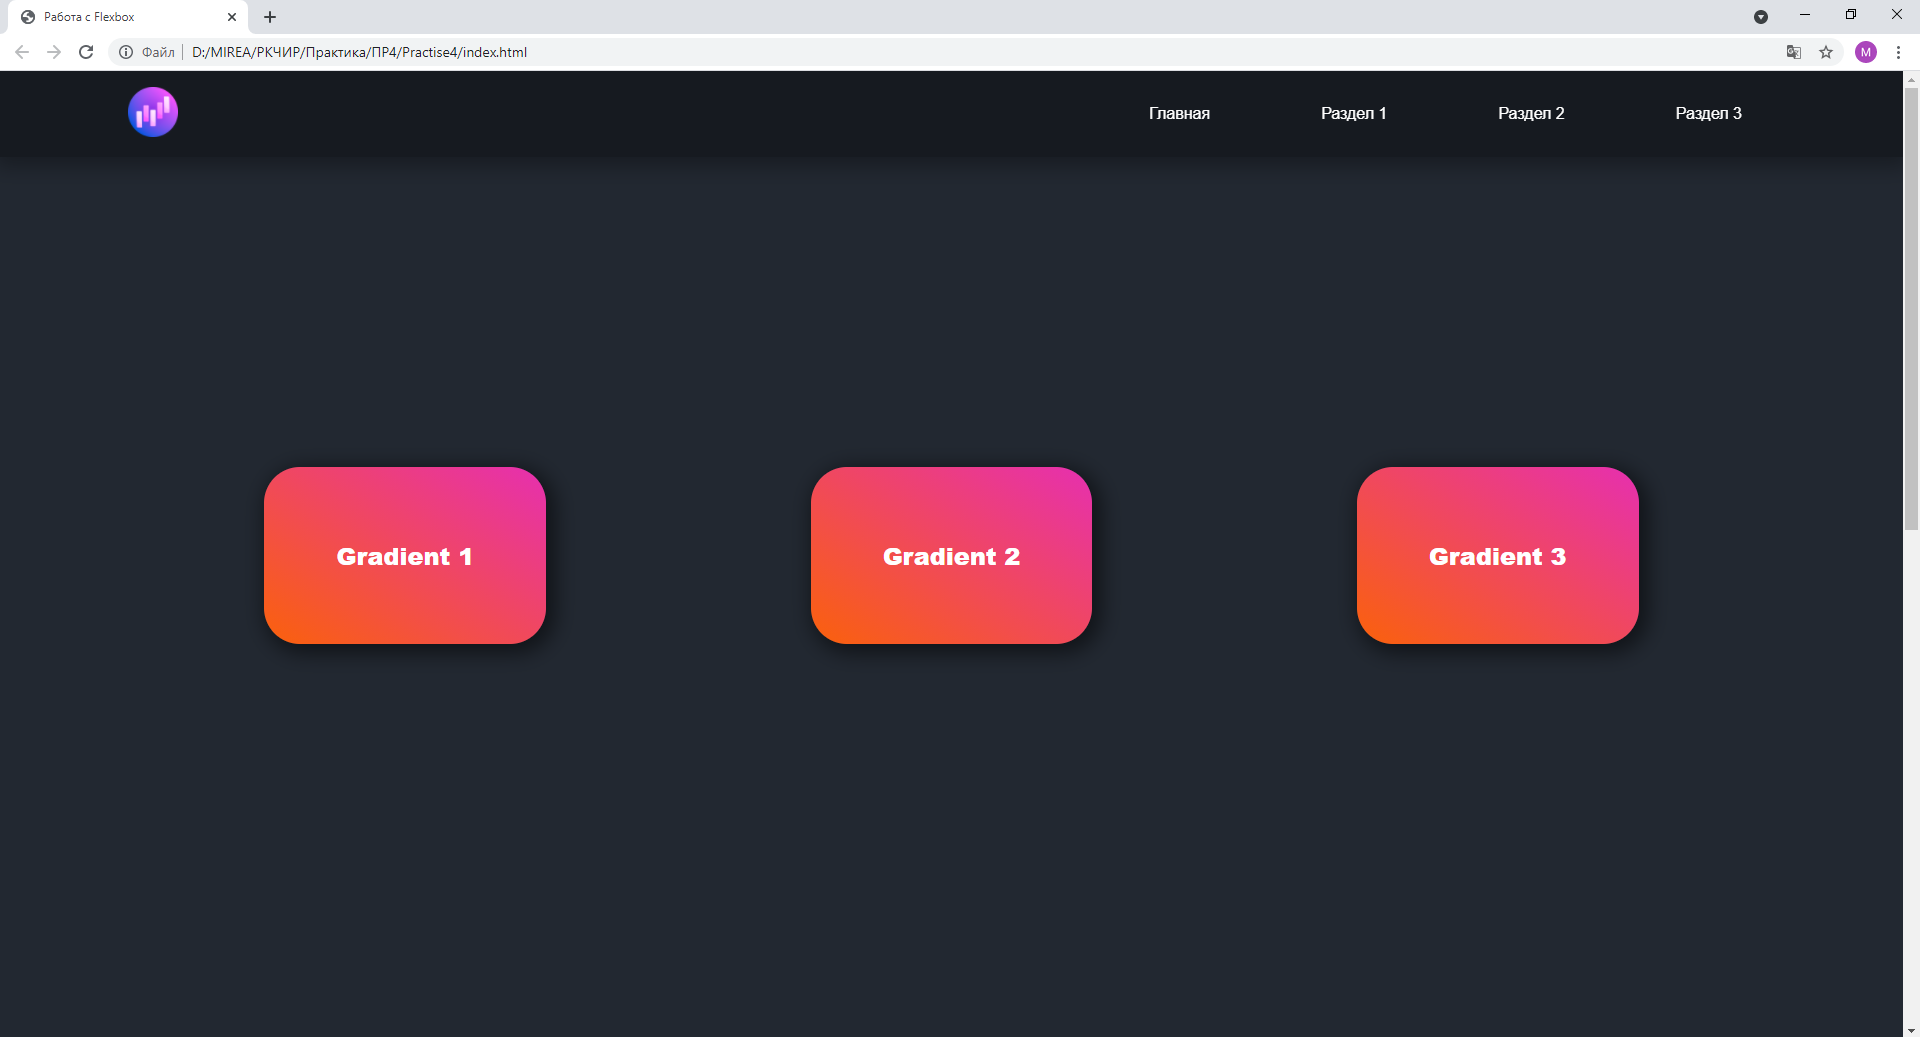 Работа с Flexbox
Файл D:/MIREA/РКЧИР/Практика/ПР4/Practise4/index.html
M
Главная Раздел 1 Раздел 2 Раздел 3
Gradient 1 Gradient 2 Gradient 3